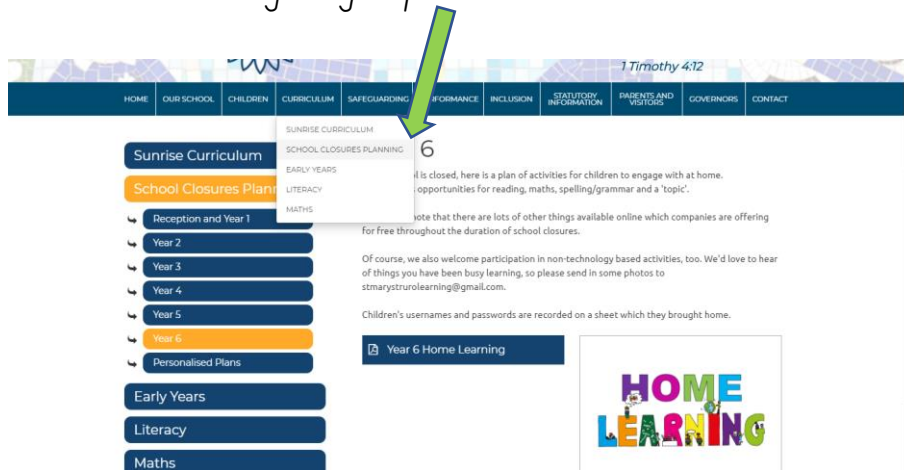 1 Timothy 4:12
HOME OUR SCHOOL CHILDREN CURRICULUM SAFEGUARDING INCLUSION STATUTORY INFORMATION PARENTS AND VISITORS GOVERNORS CONTACT
SUNRISE CURRICULUM
SCHOOL CLOSURES PLANNING
EARLY YEARS
LITERACY
MATHS
6
Sunrise Curriculum
School Closures
Reception and Year 1
Year 2
Year 3
Year 4
Year 5
Year 6
Personalised Plans
Early Years
Literacy
Maths
is closed, here is a plan of activities for children to engage with at home.
opportunities for reading, maths, spelling/grammar and a 'topic'.
note that there are lots of other things available online which companies are offering
for free throughout the duration of school closures.
Of course, we also welcome participation in non-technology based activities, too. We'd love to hear
of things you have been busy learning, so please send in some photos to
stmarystrurolearning@gmail.com.
Children's usernames and passwords are recorded on a sheet which they brought home.
Year 6 Home Learning
HOME
LEARNING